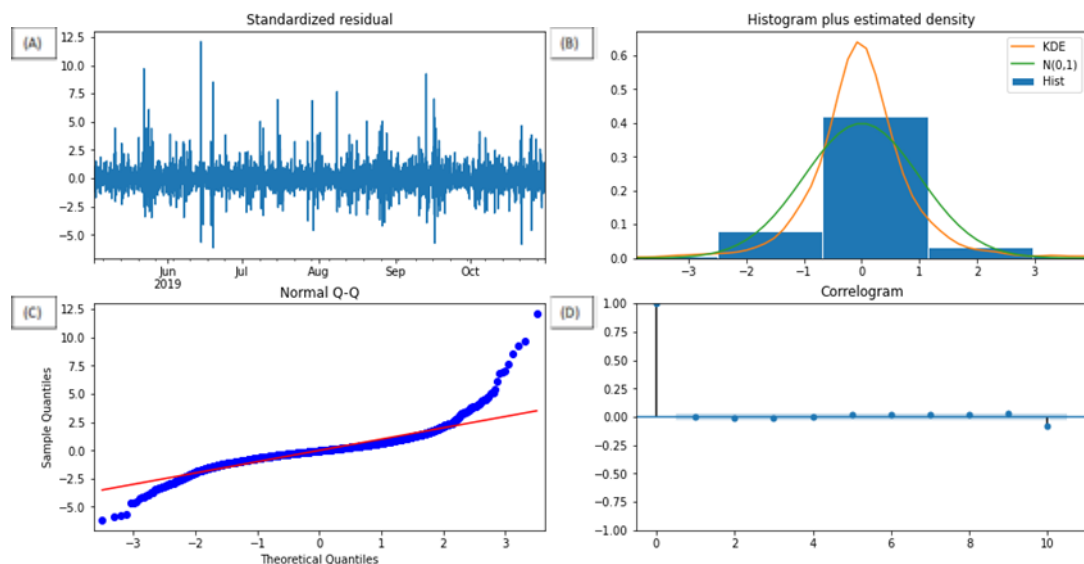 (A)
Standardized residual
12.5
10.0
7.5
5.0
2.5
0.0
−2.5
−5.0
Jun
2019
Jul
Aug
Sep
Oct
(B)
Histogram plus estimated density
0.6
0.5
0.4
0.3
0.2
0.1
0.0
KDE
N(0,1)
Hist
−3 −2 −1 0 1 2 3
(C)
Normal Q-Q
Sample Quantiles
12.5
10.0
7.5
5.0
2.5
0.0
−2.5
−5.0
−3 −2 −1 0 1 2 3
Theoretical Quantiles
(D)
Correlogram
1.00
0.75
0.50
0.25
0.00
−0.25
−0.50
−0.75
−1.00
0 2 4 6 8 10